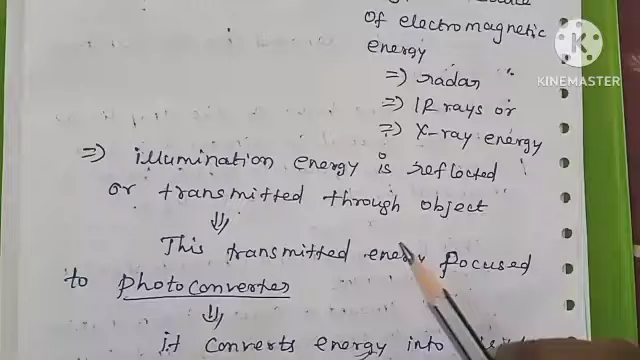 of electromagnetic
energy
=> radar
=> IR rays or
=> X-ray energy
=> illumination energy is reflected
or transmitted through object
This transmitted energy focused
to photoconverter
it converts energy into
KINEMASTER